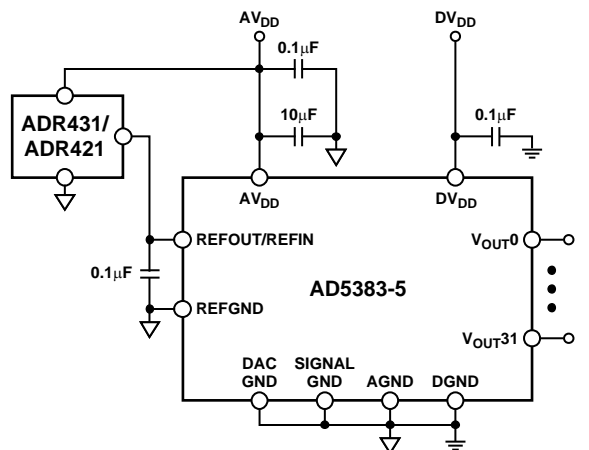 AVDD
DVDD
0.1μF
10μF
0.1μF
ADR431/
ADR421
AVDD
DVDD
REFOUT/REFIN
VOUT0
0.1μF
AD5383-5
REFGND
VOUT31
DAC
GND
SIGNAL
GND
AGND
DGND